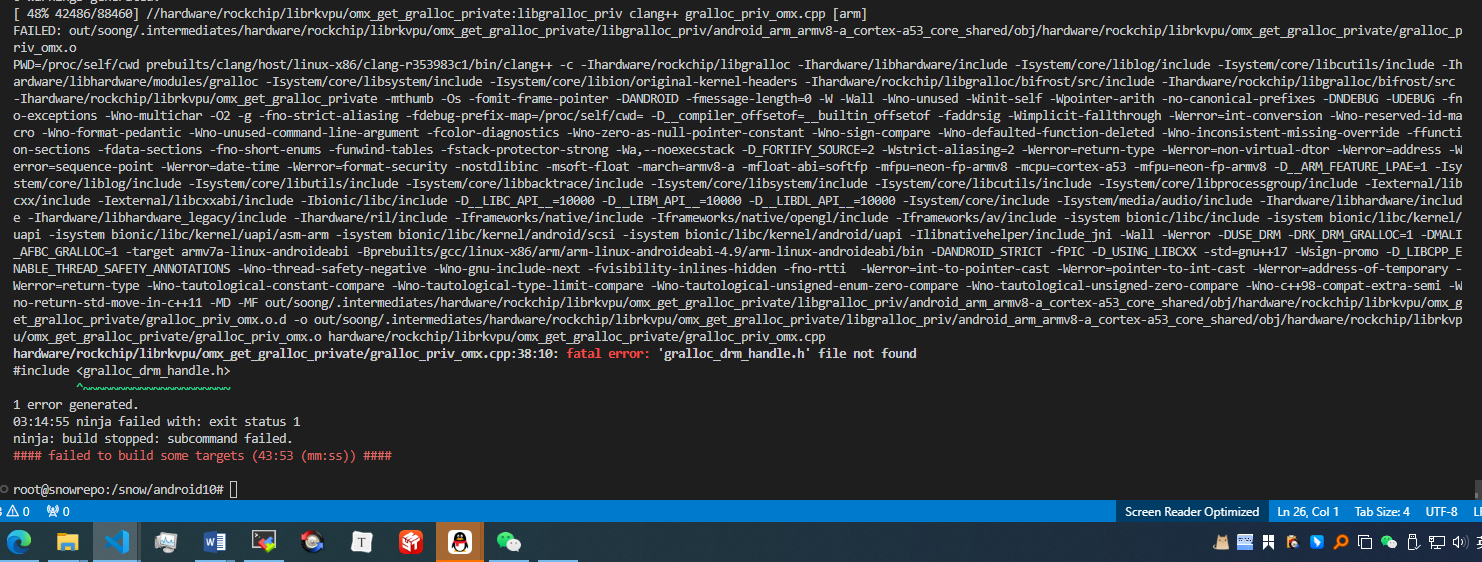 [ 48% 42486/88460] //hardware/rockchip/librkvpu/omx_get_gralloc_private:libgralloc_priv clang++ gralloc_priv_omx.cpp [arm]
FAILED: out/soong/.intermediates/hardware/rockchip/librkvpu/omx_get_gralloc_private/libgralloc_priv/android_arm_armv8-a_cortex-a53_core_shared/obj/hardware/rockchip/librkvpu/omx_get_gralloc_private/gralloc_p
riv_omx.o
PWD=/proc/self/cwd prebuilts/clang/host/linux-x86/clang-r353983c1/bin/clang++ -c -Ihardware/rockchip/libgralloc -Ihardware/libhardware/include -Isystem/core/liblog/include -Isystem/core/libcutils/include -Ih
ardware/libhardware/modules/gralloc -Isystem/core/libsystem/include -Isystem/core/libion/original-kernel-headers -Ihardware/rockchip/libgralloc/bifrost/src/include -Ihardware/rockchip/libgralloc/bifrost/src
-Ihardware/rockchip/librkvpu/omx_get_gralloc_private -mthumb -Os -fomit-frame-pointer -DANDROID -fmessage-length=0 -W -Wall -Wno-unused -Winit-self -Wpointer-arith -no-canonical-prefixes -DNDEBUG -UDEBUG -fn
o-exceptions -Wno-multichar -O2 -g -fno-strict-aliasing -fdebug-prefix-map=/proc/self/cwd= -D__compiler_offsetof=__builtin_offsetof -faddrsig -Wimplicit-fallthrough -Werror=int-conversion -Wno-reserved-id-ma
cro -Wno-format-pedantic -Wno-unused-command-line-argument -fcolor-diagnostics -Wno-zero-as-null-pointer-constant -Wno-sign-compare -Wno-defaulted-function-deleted -Wno-inconsistent-missing-override -ffuncti
on-sections -fdata-sections -fno-short-enums -funwind-tables -fstack-protector-strong -Wa,--noexecstack -D_FORTIFY_SOURCE=2 -Wstrict-aliasing=2 -Werror=return-type -Werror=non-virtual-dtor -Werror=address -W
error=sequence-point -Werror=date-time -Werror=format-security -nostdlibinc -msoft-float -march=armv8-a -mfloat-abi=softfp -mfpu=neon-fp-armv8 -mcpu=cortex-a53 -mfpu=neon-fp-armv8 -D__ARM_FEATURE_LPAE=1 -Isy
stem/core/liblog/include -Isystem/core/libutils/include -Isystem/core/libbacktrace/include -Isystem/core/libsystem/include -Isystem/core/libcutils/include -Isystem/core/libprocessgroup/include -Iexternal/lib
cxx/include -Iexternal/libcxxabi/include -Ibionic/libc/include -D__LIBC_API__=10000 -D__LIBM_API__=10000 -D__LIBDL_API__=10000 -Isystem/core/include -Isystem/media/audio/include -Ihardware/libhardware/includ
e -Ihardware/libhardware_legacy/include -Ihardware/ril/include -Iframeworks/native/include -Iframeworks/native/opengl/include -Iframeworks/av/include -isystem bionic/libc/include -isystem bionic/libc/kernel/
uapi -isystem bionic/libc/kernel/uapi/asm-arm -isystem bionic/libc/kernel/android/scsi -isystem bionic/libc/kernel/android/uapi -Ilibnativehelper/include_jni -Wall -Werror -DUSE_DRM -DRK_DRM_GRALLOC=1 -DMALI
_AFBC_GRALLOC=1 -target armv7a-linux-androideabi -Bprebuilts/gcc/linux-x86/arm/arm-linux-androideabi-4.9/arm-linux-androideabi/bin -DANDROID_STRICT -fPIC -D_USING_LIBCXX -std=gnu++17 -Wsign-promo -D_LIBCPP_E
NABLE_THREAD_SAFETY_ANNOTATIONS -Wno-thread-safety-negative -Wno-gnu-include-next -fvisibility-inlines-hidden -fno-rtti  -Werror=int-to-pointer-cast -Werror=pointer-to-int-cast -Werror=address-of-temporary -
Werror=return-type -Wno-tautological-constant-compare -Wno-tautological-type-limit-compare -Wno-tautological-unsigned-enum-zero-compare -Wno-tautological-unsigned-zero-compare -Wno-c++98-compat-extra-semi -W
no-return-std-move-in-c++11 -MD -MF out/soong/.intermediates/hardware/rockchip/librkvpu/omx_get_gralloc_private/libgralloc_priv/android_arm_armv8-a_cortex-a53_core_shared/obj/hardware/rockchip/librkvpu/omx_g
et_gralloc_private/gralloc_priv_omx.o.d -o out/soong/.intermediates/hardware/rockchip/librkvpu/omx_get_gralloc_private/libgralloc_priv/android_arm_armv8-a_cortex-a53_core_shared/obj/hardware/rockchip/librkvp
u/omx_get_gralloc_private/gralloc_priv_omx.o hardware/rockchip/librkvpu/omx_get_gralloc_private/gralloc_priv_omx.cpp
hardware/rockchip/librkvpu/omx_get_gralloc_private/gralloc_priv_omx.cpp:38:10: fatal error: 'gralloc_drm_handle.h' file not found
#include <gralloc_drm_handle.h>
^~~~~~~~~~~~~~~~~~~~~~
1 error generated.
03:14:55 ninja failed with: exit status 1
ninja: build stopped: subcommand failed.
#### failed to build some targets (43:53 (mm:ss)) ####
root@snowrepo:/snow/android10#
0 0 Screen Reader Optimized Ln 26, Col 1 Tab Size: 4 UTF-8